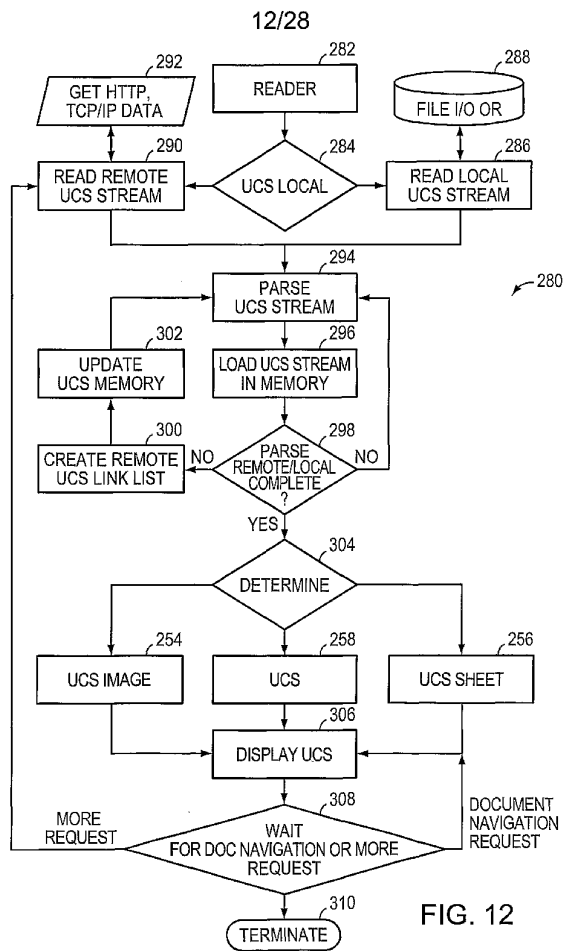 12/28
292
282
288
GET HTTP,
TCP/IP DATA
READER
FILE I/O OR
290
284
286
READ REMOTE
UCS STREAM
UCS LOCAL
READ LOCAL
UCS STREAM
294
PARSE
UCS STREAM
280
302
296
UPDATE
UCS MEMORY
LOAD UCS STREAM
IN MEMORY
300
298
CREATE REMOTE
UCS LINK LIST
NO
PARSE
REMOTE/LOCAL
COMPLETE
?
NO
YES
304
DETERMINE
254
258
256
UCS IMAGE
UCS
UCS SHEET
306
DISPLAY UCS
308
MORE
REQUEST
WAIT
FOR DOC NAVIGATION OR MORE
REQUEST
DOCUMENT
NAVIGATION
REQUEST
310
TERMINATE
FIG. 12